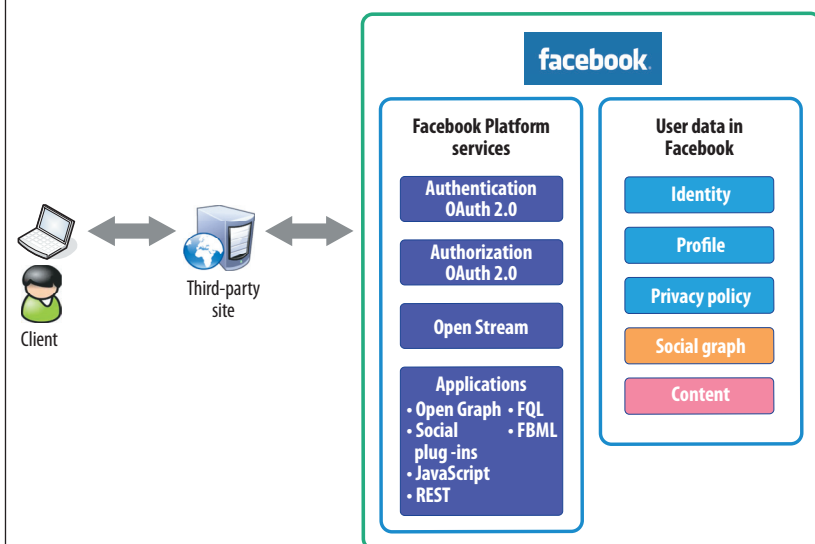 facebook.
Facebook Platform
services
Authentication
OAuth 2.0
Authorization
OAuth 2.0
Open Stream
Applications
• Open Graph • FQL
• Social • FBML
plug -ins
• JavaScript
• REST
User data in
Facebook
Identity
Profile
Privacy policy
Social graph
Content
Third-party
site
Client